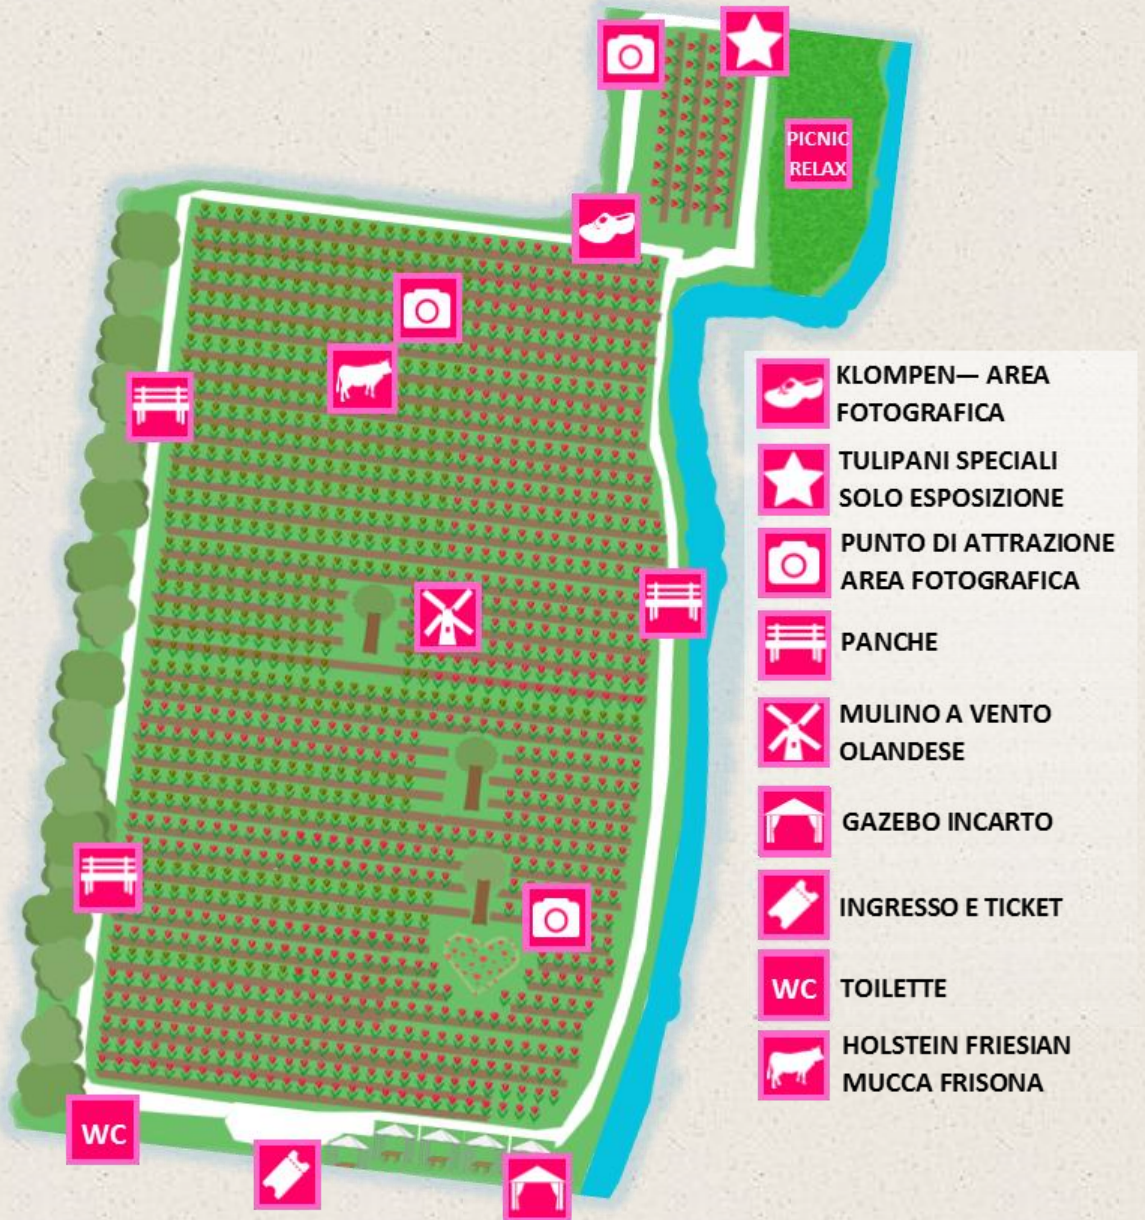 PICNIC
RELAX
KLOMPEN— AREA
FOTOGRAFICA
TULIPANI SPECIALI
SOLO ESPOSIZIONE
PUNTO DI ATTRAZIONE
AREA FOTOGRAFICA
PANCHE
MULINO A VENTO
OLANDESE
GAZEBO INCARTO
INGRESSO E TICKET
WC TOILETTE
HOLSTEIN FRIESIAN
MUCCA FRISONA
WC